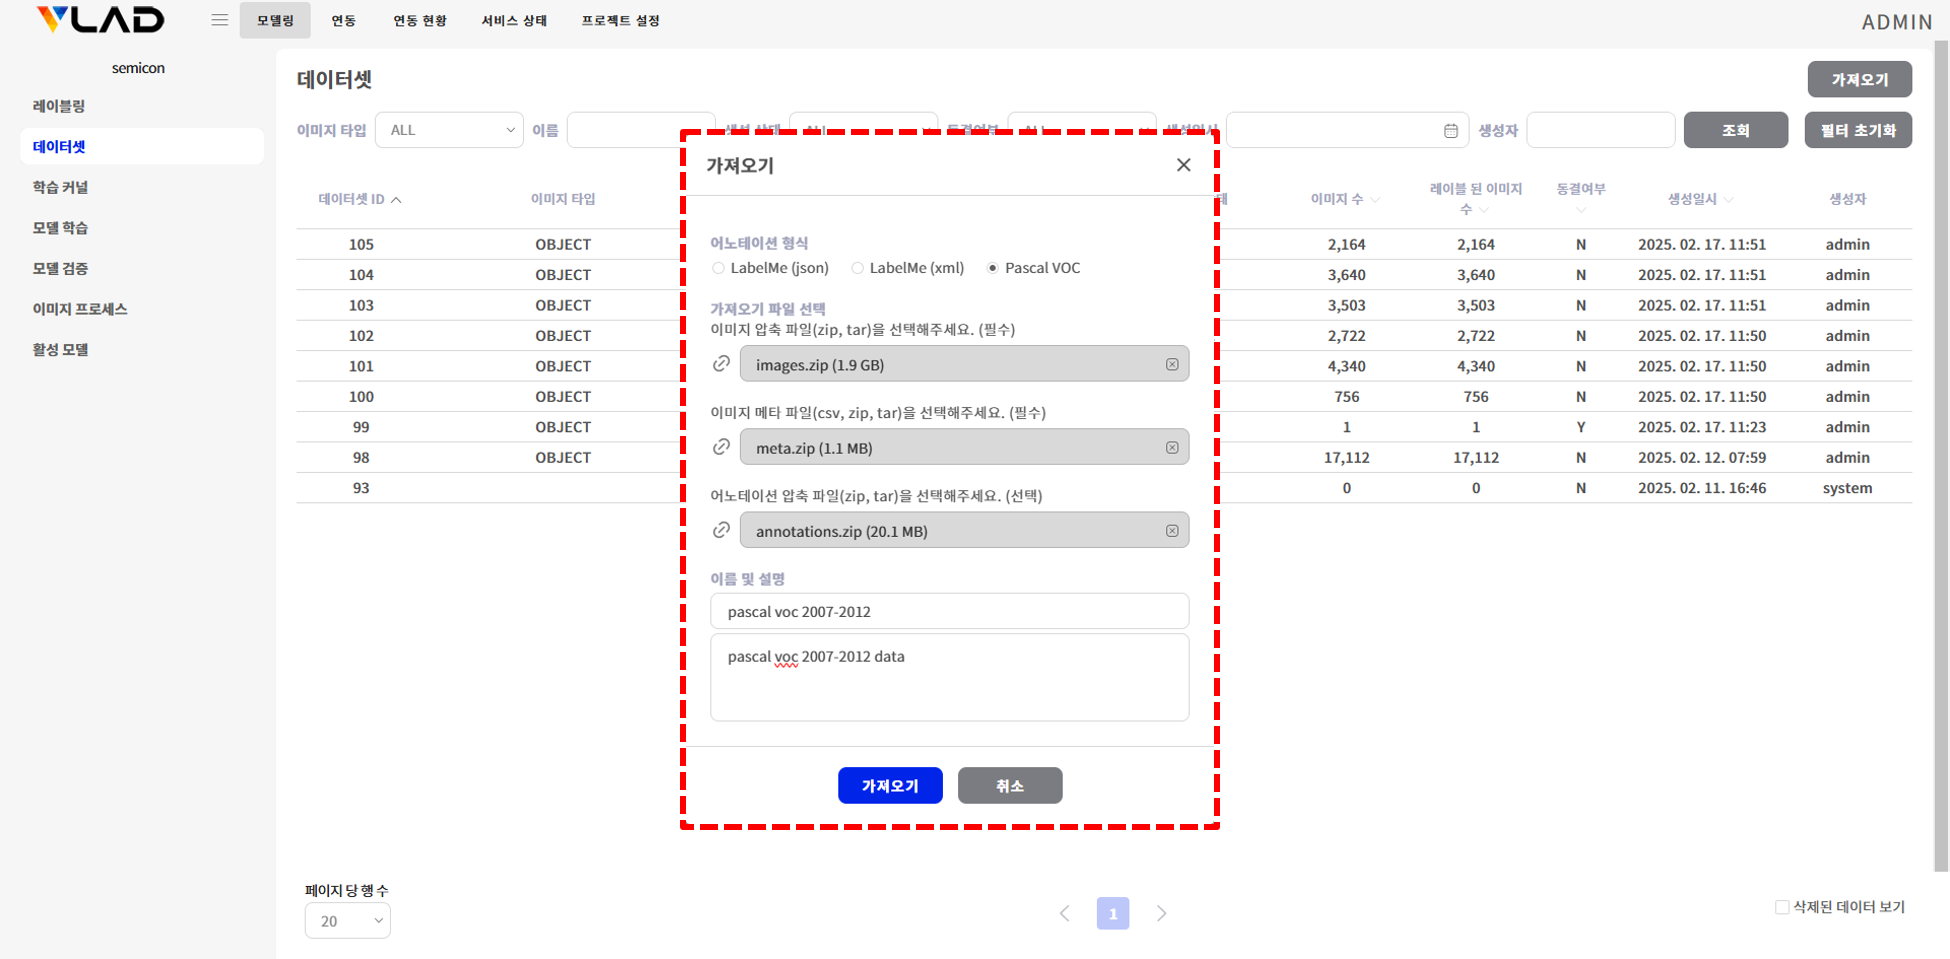 VLAD
모델링 연동 연동 현황 서비스 상태 프로젝트 설정
ADMIN
semicon
레이블링
데이터셋
학습 커널
모델 학습
모델 검증
이미지 프로세스
활성 모델
데이터셋
가져오기
이미지 타입 ALL 이름 생성 상태 ALL 동결여부 ALL 생성일시 생성자 조회 필터 초기화
데이터셋 ID 이미지 타입 태 이미지 수 레이블 된 이미지 수 동결여부 생성일시 생성자
105 OBJECT 2,164 2,164 N 2025. 02. 17. 11:51 admin
104 OBJECT 3,640 3,640 N 2025. 02. 17. 11:51 admin
103 OBJECT 3,503 3,503 N 2025. 02. 17. 11:51 admin
102 OBJECT 2,722 2,722 N 2025. 02. 17. 11:50 admin
101 OBJECT 4,340 4,340 N 2025. 02. 17. 11:50 admin
100 OBJECT 756 756 N 2025. 02. 17. 11:50 admin
99 OBJECT 1 1 Y 2025. 02. 17. 11:23 admin
98 OBJECT 17,112 17,112 N 2025. 02. 12. 07:59 admin
93 0 0 N 2025. 02. 11. 16:46 system
가져오기
어노테이션 형식
LabelMe (json) LabelMe (xml) Pascal VOC
가져오기 파일 선택
이미지 압축 파일(zip, tar)을 선택해주세요. (필수)
images.zip (1.9 GB)
이미지 메타 파일(csv, zip, tar)을 선택해주세요. (필수)
meta.zip (1.1 MB)
어노테이션 압축 파일(zip, tar)을 선택해주세요. (선택)
annotations.zip (20.1 MB)
이름 및 설명
pascal voc 2007-2012
pascal voc 2007-2012 data
가져오기 취소
페이지 당 행 수
20
1
삭제된 데이터 보기